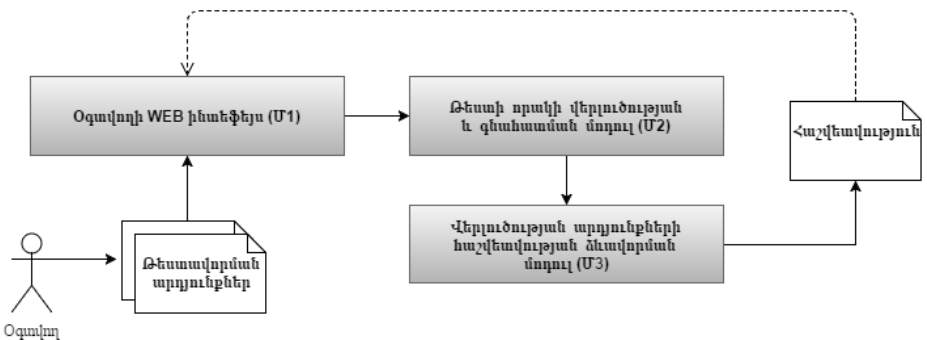 Օգտվողի WEB ինտեֆեյս (Մ1)
Թեստի որակի վերլուծության
և գնահատման մոդուլ (Մ2)
Հաշվետվություն
Վերլուծության արդյունքների
հաշվետվության ձևավորման
մոդուլ (Մ3)
Թեստավորման
արդյունքներ
Օգտվող